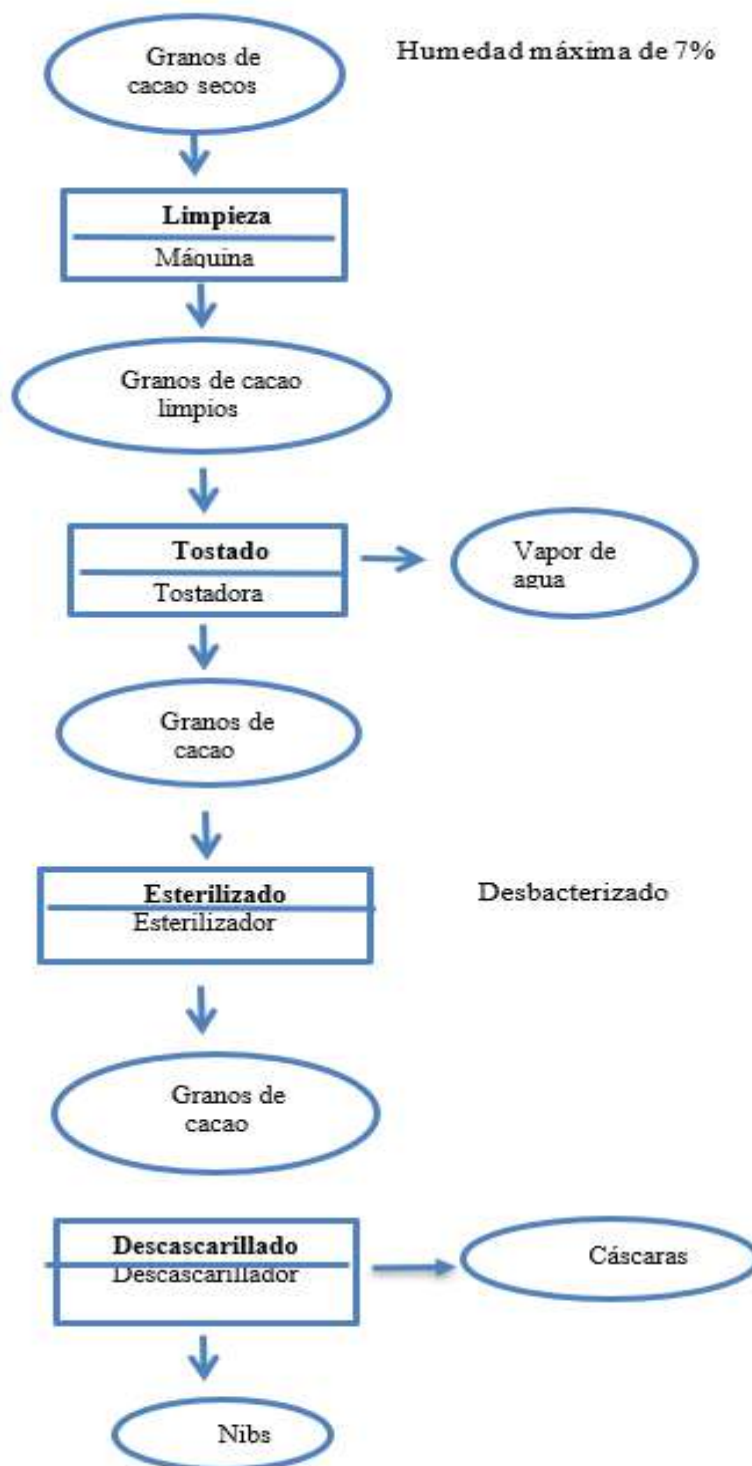 Granos de
cacao secos
Humedad máxima de 7%
Limpieza
Máquina
Granos de cacao
limpios
Tostado
Tostadora
Vapor de
agua
Granos de
cacao
Esterilizado
Esterilizador
Desbacterizado
Granos de
cacao
Descascarillado
Descascarillador
Cáscaras
Nibs